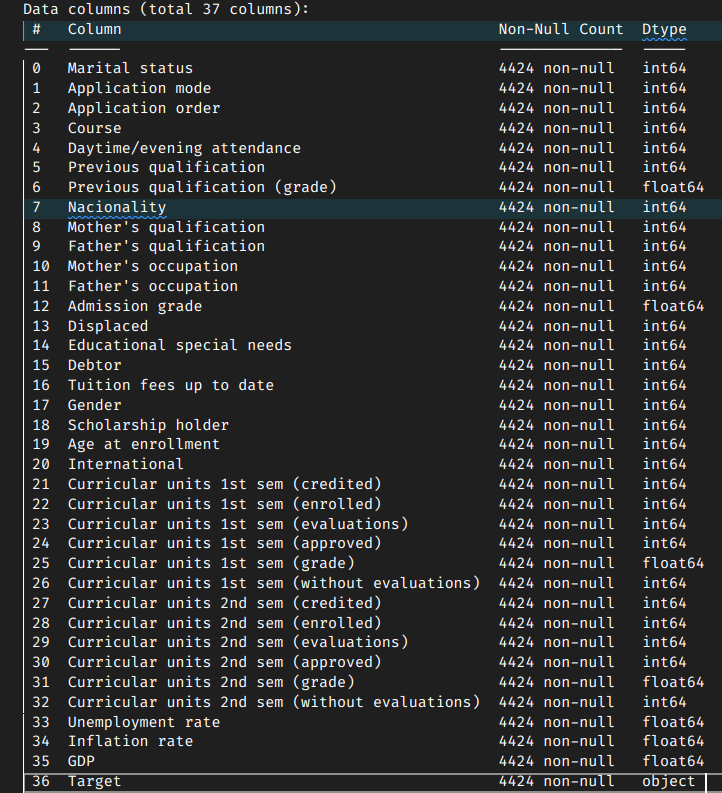 Data columns (total 37 columns):
# Column Non-Null Count Dtype
0 Marital status 4424 non-null int64
1 Application mode 4424 non-null int64
2 Application order 4424 non-null int64
3 Course 4424 non-null int64
4 Daytime/evening attendance 4424 non-null int64
5 Previous qualification 4424 non-null int64
6 Previous qualification (grade) 4424 non-null float64
7 Nacionality 4424 non-null int64
8 Mother's qualification 4424 non-null int64
9 Father's qualification 4424 non-null int64
10 Mother's occupation 4424 non-null int64
11 Father's occupation 4424 non-null int64
12 Admission grade 4424 non-null float64
13 Displaced 4424 non-null int64
14 Educational special needs 4424 non-null int64
15 Debtor 4424 non-null int64
16 Tuition fees up to date 4424 non-null int64
17 Gender 4424 non-null int64
18 Scholarship holder 4424 non-null int64
19 Age at enrollment 4424 non-null int64
20 International 4424 non-null int64
21 Curricular units 1st sem (credited) 4424 non-null int64
22 Curricular units 1st sem (enrolled) 4424 non-null int64
23 Curricular units 1st sem (evaluations) 4424 non-null int64
24 Curricular units 1st sem (approved) 4424 non-null int64
25 Curricular units 1st sem (grade) 4424 non-null float64
26 Curricular units 1st sem (without evaluations) 4424 non-null int64
27 Curricular units 2nd sem (credited) 4424 non-null int64
28 Curricular units 2nd sem (enrolled) 4424 non-null int64
29 Curricular units 2nd sem (evaluations) 4424 non-null int64
30 Curricular units 2nd sem (approved) 4424 non-null int64
31 Curricular units 2nd sem (grade) 4424 non-null float64
32 Curricular units 2nd sem (without evaluations) 4424 non-null int64
33 Unemployment rate 4424 non-null float64
34 Inflation rate 4424 non-null float64
35 GDP 4424 non-null float64
36 Target 4424 non-null object